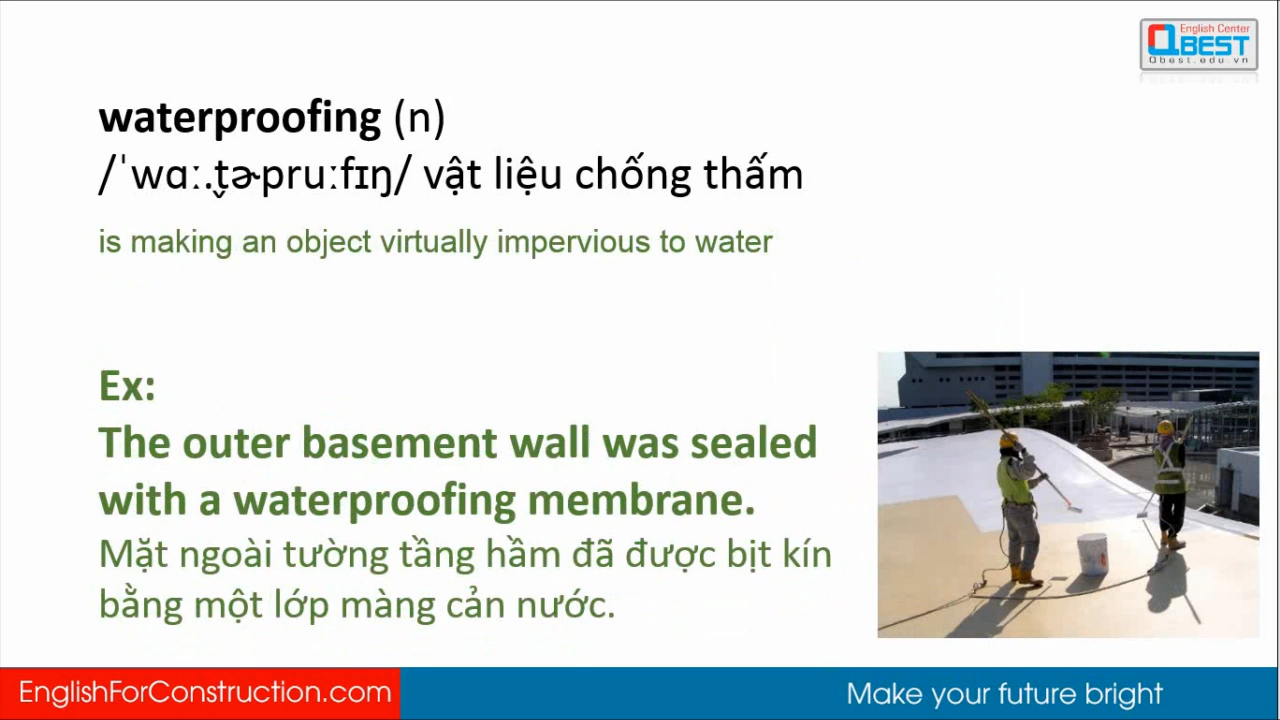 English Center
QBEST
Qbest.edu.vn
waterproofing (n)
/ˈwɑː.t̬ɚpruːfɪŋ/ vật liệu chống thấm
is making an object virtually impervious to water
Ex:
The outer basement wall was sealed
with a waterproofing membrane.
Mặt ngoài tường tầng hầm đã được bịt kín
bằng một lớp màng cản nước.
EnglishForConstruction.com
Make your future bright